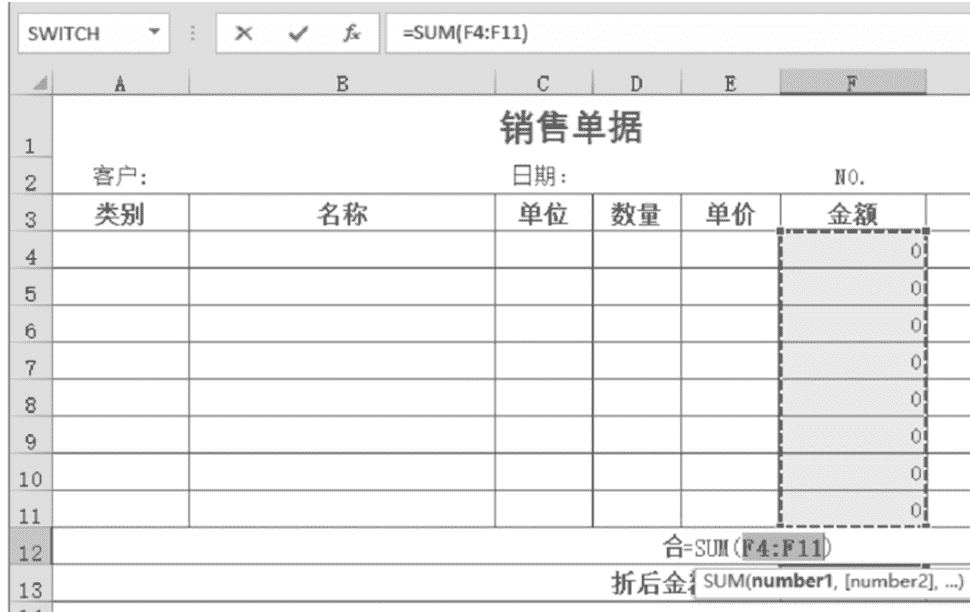 SWITCH
=SUM(F4:F11)
A B C D E F
1 销售单据
2 客户: 日期: NO.
3 类别 名称 单位 数量 单价 金额
4 0
5 0
6 0
7 0
8 0
9 0
10 0
11 0
12 合=SUM(F4:F11)
13 折后金
SUM(number1, [number2], ...)